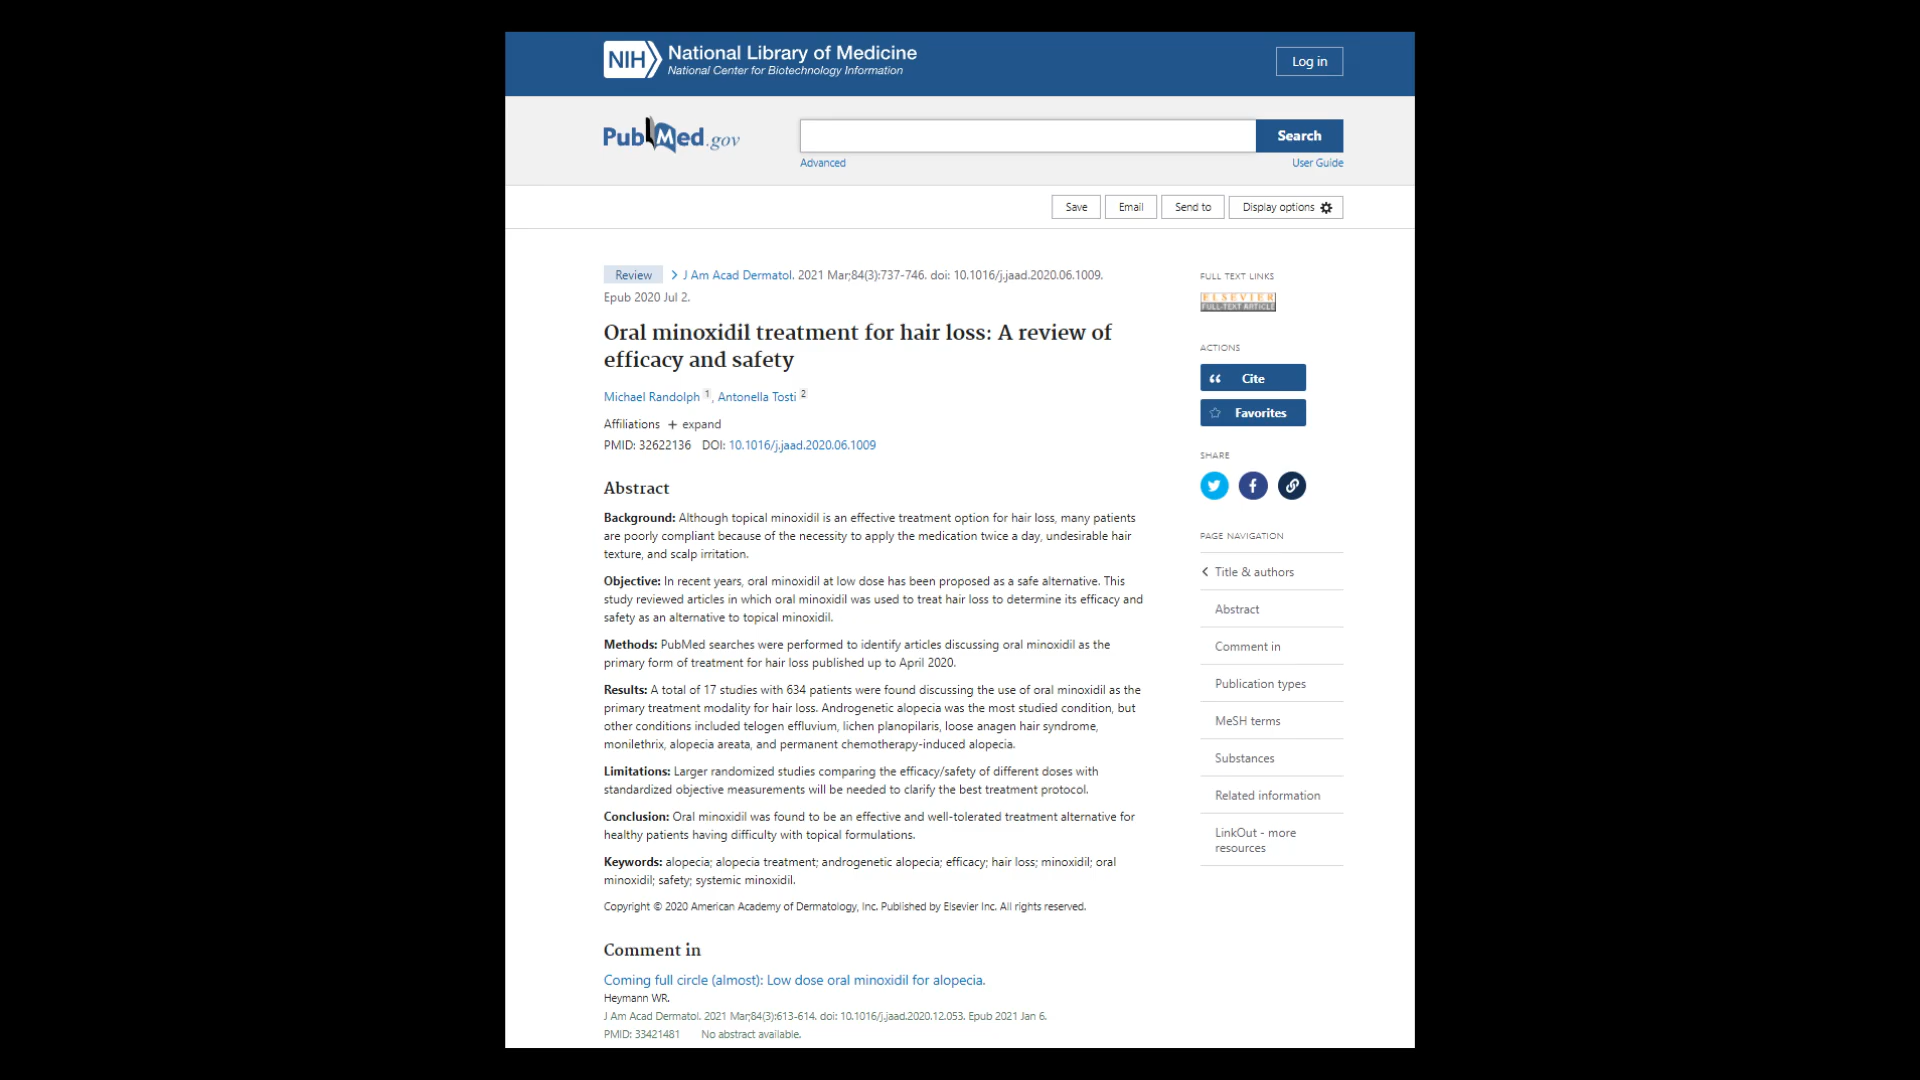 NIH National Library of Medicine
National Center for Biotechnology Information
Log in
PubMed.gov
Search
Advanced
User Guide
Save
Email
Send to
Display options
Review
J Am Acad Dermatol. 2021 Mar;84(3):737-746. doi: 10.1016/j.jaad.2020.06.1009.
Epub 2020 Jul 2.
Oral minoxidil treatment for hair loss: A review of
efficacy and safety
Michael Randolph 1, Antonella Tosti 2
Affiliations + expand
PMID: 32622136 DOI: 10.1016/j.jaad.2020.06.1009
Abstract
Background: Although topical minoxidil is an effective treatment option for hair loss, many patients
are poorly compliant because of the necessity to apply the medication twice a day, undesirable hair
texture, and scalp irritation.
Objective: In recent years, oral minoxidil at low dose has been proposed as a safe alternative. This
study reviewed articles in which oral minoxidil was used to treat hair loss to determine its efficacy and
safety as an alternative to topical minoxidil.
Methods: PubMed searches were performed to identify articles discussing oral minoxidil as the
primary form of treatment for hair loss published up to April 2020.
Results: A total of 17 studies with 634 patients were found discussing the use of oral minoxidil as the
primary treatment modality for hair loss. Androgenetic alopecia was the most studied condition, but
other conditions included telogen effluvium, lichen planopilaris, loose anagen hair syndrome,
monilethrix, alopecia areata, and permanent chemotherapy-induced alopecia.
Limitations: Larger randomized studies comparing the efficacy/safety of different doses with
standardized objective measurements will be needed to clarify the best treatment protocol.
Conclusion: Oral minoxidil was found to be an effective and well-tolerated treatment alternative for
healthy patients having difficulty with topical formulations.
Keywords: alopecia; alopecia treatment; androgenetic alopecia; efficacy; hair loss; minoxidil; oral
minoxidil; safety; systemic minoxidil.
Copyright © 2020 American Academy of Dermatology, Inc. Published by Elsevier Inc. All rights reserved.
Comment in
Coming full circle (almost): Low dose oral minoxidil for alopecia.
Heymann WR.
J Am Acad Dermatol. 2021 Mar;84(3):613-614. doi: 10.1016/j.jaad.2020.12.053. Epub 2021 Jan 6.
PMID: 33421481 No abstract available.
FULL TEXT LINKS
ELSEVIER
FULL-TEXT ARTICLE
ACTIONS
Cite
Favorites
SHARE
PAGE NAVIGATION
Title & authors
Abstract
Comment in
Publication types
MeSH terms
Substances
Related information
LinkOut - more
resources